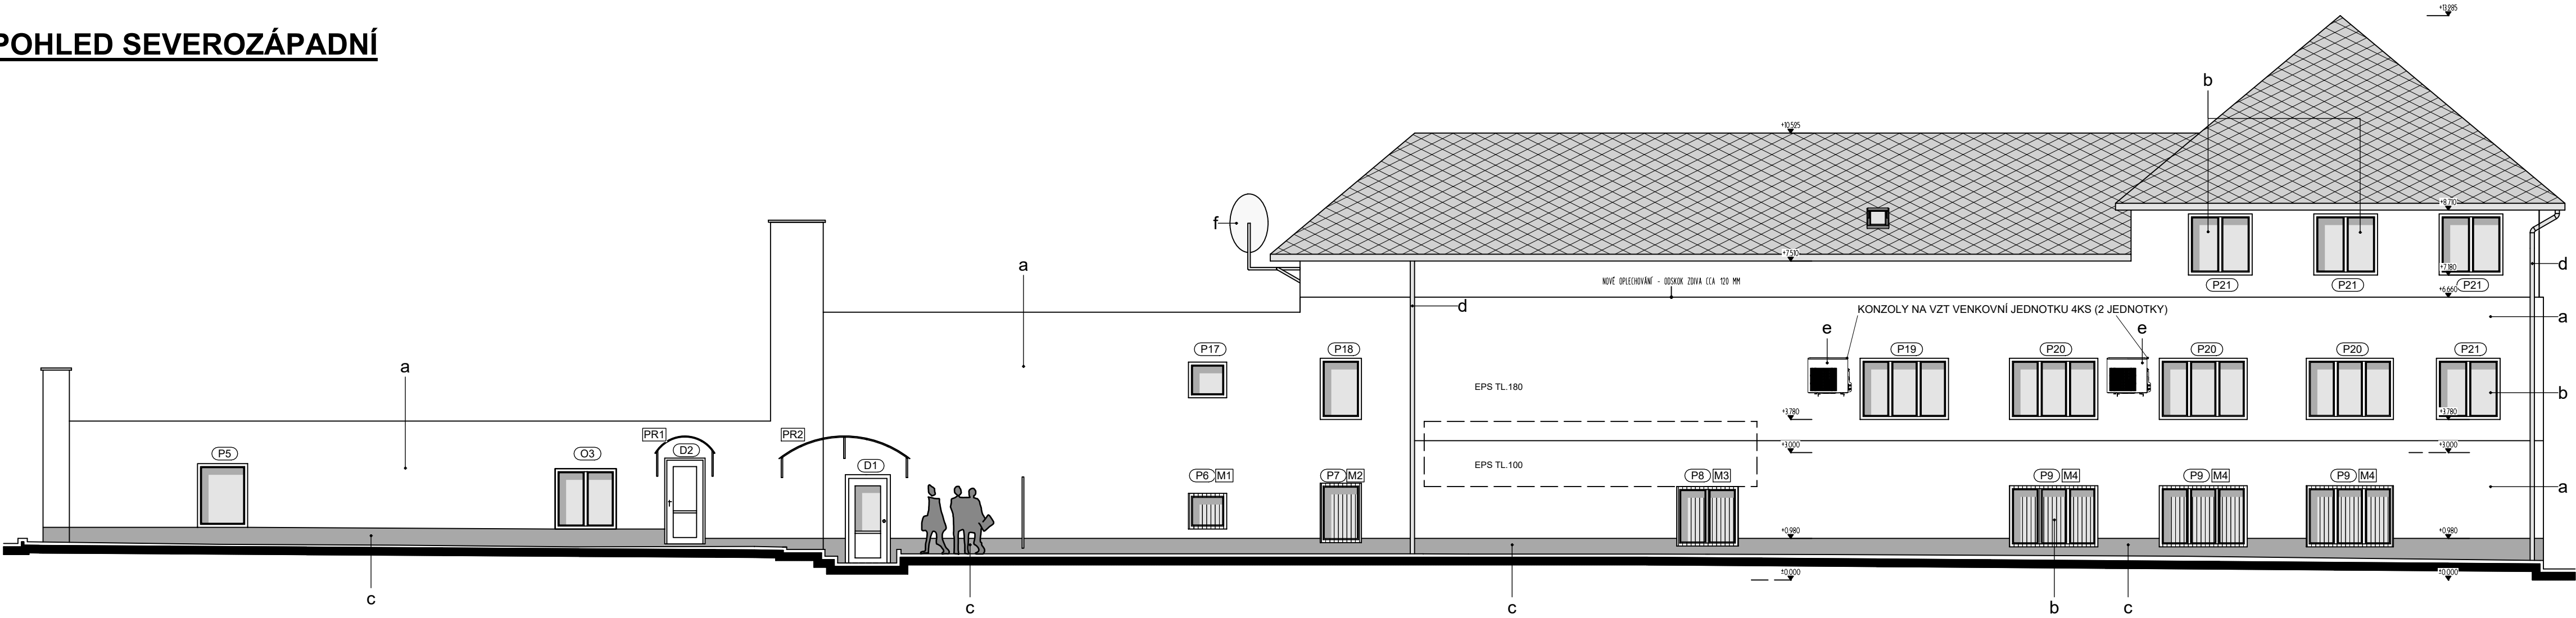 POHLED SEVEROZÁPADNÍ
+13.985
b
+10.525
+8.710
f
a
+7.510
d
+7.180
NOVÉ OPLECHOVÁNÍ - ODSKOK ZDIVA CCA 120 MM
P21
P21
P21
+6.660
d
KONZOLY NA VZT VENKOVNÍ JEDNOTKU 4KS (2 JEDNOTKY)
a
e
e
P17
P18
P19
P20
P20
P20
P21
a
EPS TL.180
b
+3.780
+3.780
PR1
PR2
+3.000
+3.000
P5
O3
D2
D1
EPS TL.100
P6 M1
P7 M2
P8 M3
P9 M4
P9 M4
P9 M4
a
+0.980
+0.980
±0.000
±0.000
c
c
c
b
c